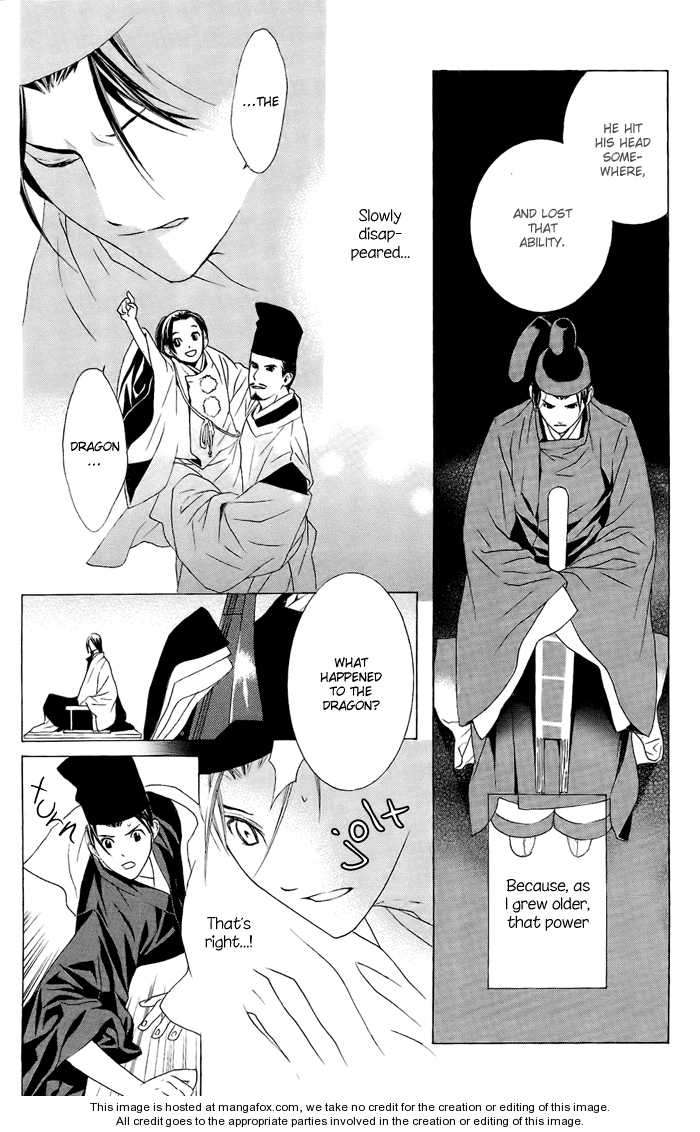 HE HIT
HIS HEAD
SOME-
WHERE,
AND LOST
THAT
ABILITY.
Because, as
I grew older,
that power
Slowly
disap-
peared...
...THE
DRAGON
...
WHAT
HAPPENED
TO THE
DRAGON?
jolt
That's
right...!
turn
This image is hosted at mangafox.com, we take no credit for the creation or editing of this image.
All credit goes to the appropriate parties involved in the creation or editing of this image.